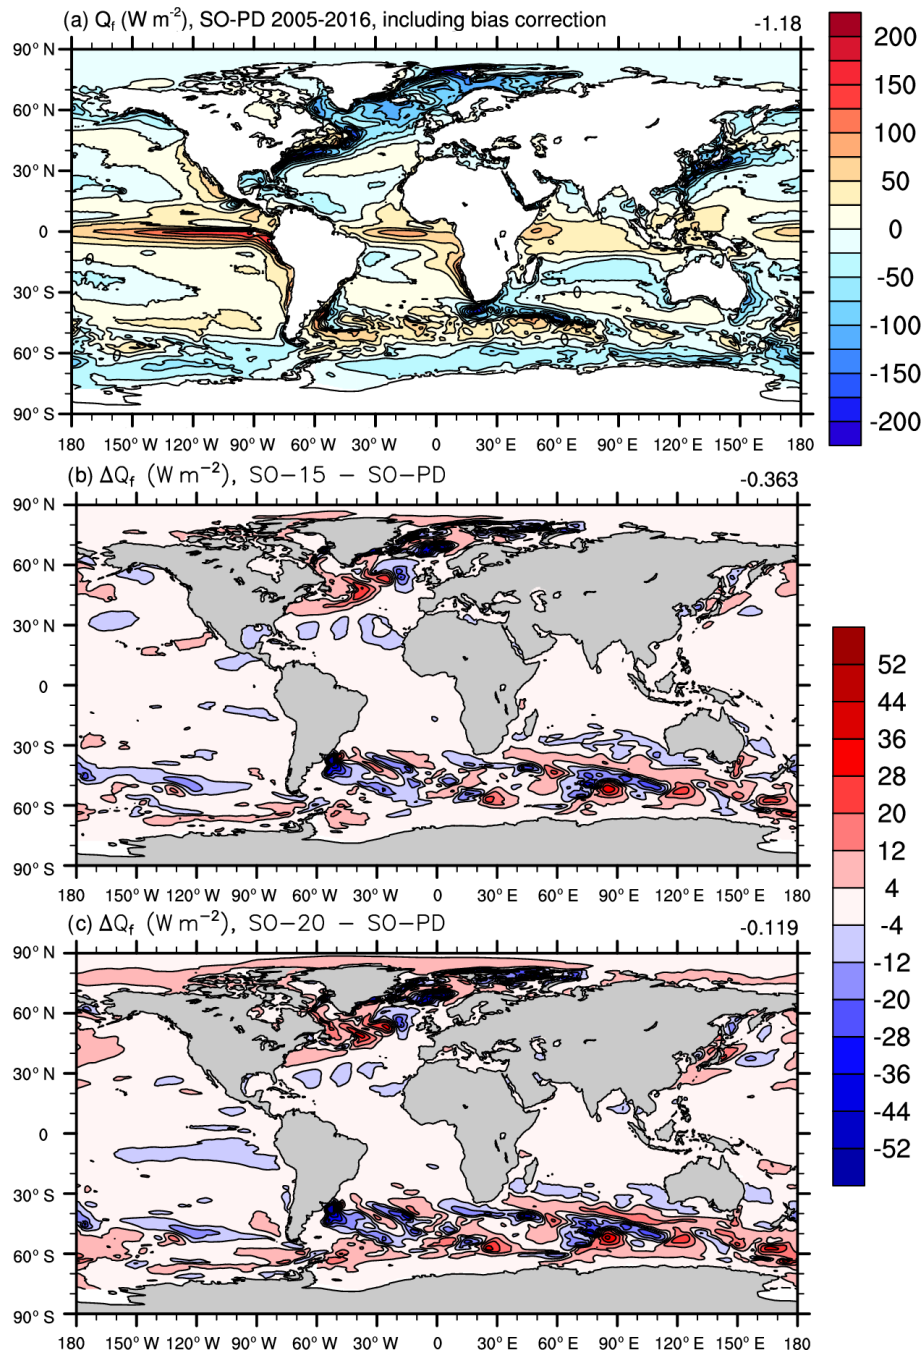 (a) Qf (W m-2), SO-PD 2005-2016, including bias correction -1.18
90° N
60° N
30° N
0
30° S
60° S
90° S
0
0
0
180 150 W 120 W 90° W 60° W 30° W 0 30° E 60° E 90° E 120° E 150° E 180
200
150
100
50
0
-50
-100
-150
-200
(b) ΔQf (W m−2), SO−15 − SO−PD -0.363
90° N
60° N
30° N
0
30° S
60° S
90° S
180 150° W 120° W 90° W 60° W 30° W 0 30° E 60° E 90° E 120° E 150° E 180
(c) ΔQf (W m−2), SO−20 − SO−PD -0.119
90° N
60° N
30° N
0
30° S
60° S
90° S
180 150° W 120° W 90° W 60° W 30° W 0 30° E 60° E 90° E 120° E 150° E 180
52
44
36
28
20
12
4
-4
-12
-20
-28
-36
-44
-52